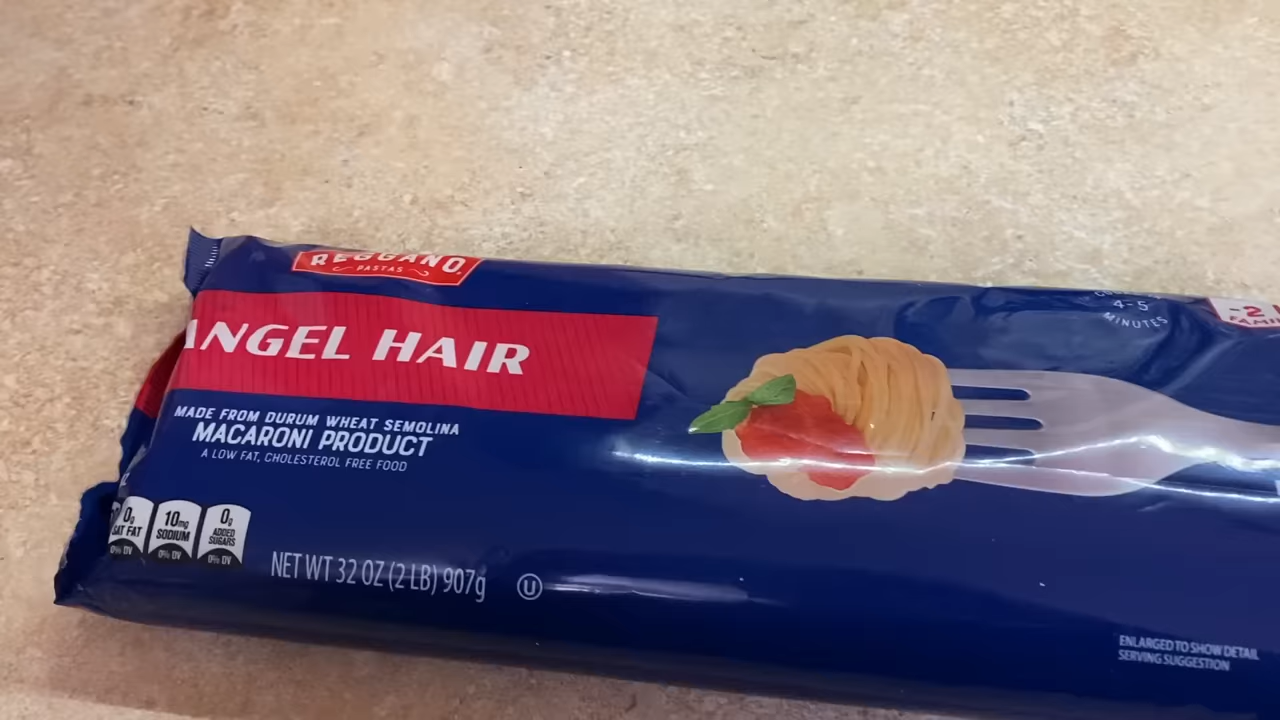 REGGANO
PASTAS
ANGEL HAIR
MADE FROM DURUM WHEAT SEMOLINA
MACARONI PRODUCT
A LOW FAT, CHOLESTEROL FREE FOOD
4-5
MINUTES
-2
0g
SAT FAT
0% DV
10mg
SODIUM
0% DV
0g
ADDED
SUGARS
0% DV
NET WT 32 OZ (2 LB) 907g
U
ENLARGED TO SHOW DETAIL
SERVING SUGGESTION